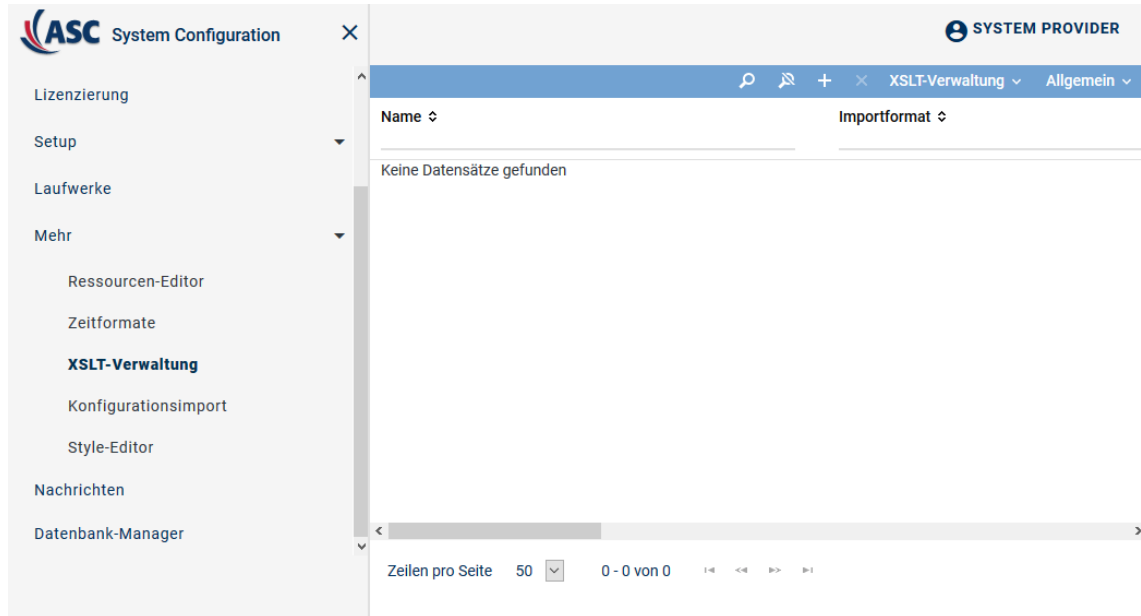 ASC System Configuration
SYSTEM PROVIDER
Lizenzierung
Setup
Laufwerke
Mehr
Ressourcen-Editor
Zeitformate
XSLT-Verwaltung
Konfigurationsimport
Style-Editor
Nachrichten
Datenbank-Manager
XSLT-Verwaltung Allgemein
Name Importformat
Keine Datensätze gefunden
Zeilen pro Seite 50 0 - 0 von 0